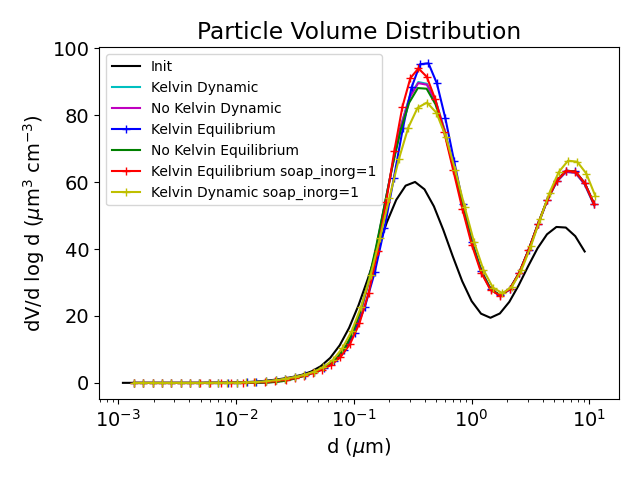 Particle Volume Distribution
dV/d log d (μm³ cm⁻³)
100
80
60
40
20
0
Init
Kelvin Dynamic
No Kelvin Dynamic
Kelvin Equilibrium
No Kelvin Equilibrium
Kelvin Equilibrium soap_inorg=1
Kelvin Dynamic soap_inorg=1
10⁻³ 10⁻² 10⁻¹ 10⁰ 10¹
d (μm)